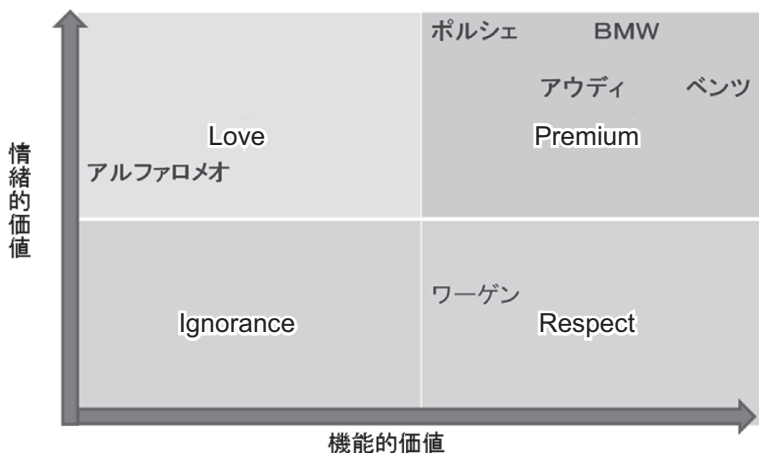 ポルシェ
ＢＭＷ
アウディ
ベンツ
Love
Premium
アルファロメオ
情緒的価値
ワーゲン
Ignorance
Respect
機能的価値